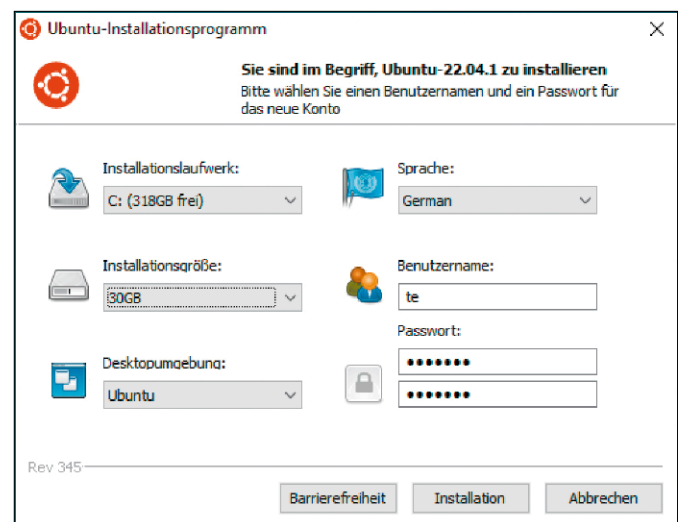 Ubuntu-Installationsprogramm
Sie sind im Begriff, Ubuntu-22.04.1 zu installieren
Bitte wählen Sie einen Benutzernamen und ein Passwort für
das neue Konto
Installationslaufwerk:
C: (318GB frei)
Sprache:
German
Installationsgröße:
30GB
Benutzername:
te
Passwort:
•••••••
•••••••
Desktopumgebung:
Ubuntu
Rev 345
Barrierefreiheit
Installation
Abbrechen